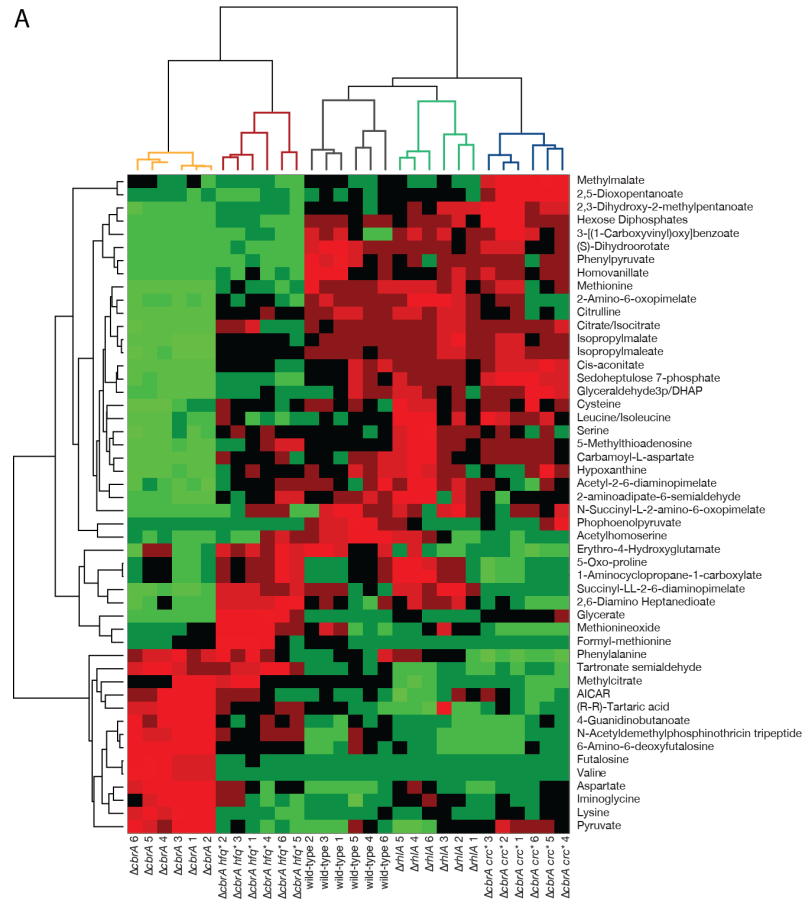 A
Methylmalate
2,5-Dioxopentanoate
2,3-Dihydroxy-2-methylpentanoate
Hexose Diphosphates
3-[(1-Carboxyvinyl)oxy]benzoate
(S)-Dihydroorotate
Phenylpyruvate
Homovanillate
Methionine
2-Amino-6-oxopimelate
Citrulline
Citrate/Isocitrate
Isopropylmalate
Isopropylmaleate
Cis-aconitate
Sedoheptulose 7-phosphate
Glyceraldehyde3p/DHAP
Cysteine
Leucine/Isoleucine
Serine
5-Methylthioadenosine
Carbamoyl-L-aspartate
Hypoxanthine
Acetyl-2-6-diaminopimelate
2-aminoadipate-6-semialdehyde
N-Succinyl-L-2-amino-6-oxopimelate
Phophoenolpyruvate
Acetylhomoserine
Erythro-4-Hydroxyglutamate
5-Oxo-proline
1-Aminocyclopropane-1-carboxylate
Succinyl-LL-2-6-diaminopimelate
2,6-Diamino Heptanedioate
Glycerate
Methionineoxide
Formyl-methionine
Phenylalanine
Tartronate semialdehyde
Methylcitrate
AICAR
(R-R)-Tartaric acid
4-Guanidinobutanoate
N-Acetyldemethylphosphinothricin tripeptide
6-Amino-6-deoxyfutalosine
Futalosine
Valine
Aspartate
Iminoglycine
Lysine
Pyruvate
ΔcbrA 6
ΔcbrA 5
ΔcbrA 4
ΔcbrA 3
ΔcbrA 1
ΔcbrA 2
ΔcbrA hfq* 2
ΔcbrA hfq* 3
ΔcbrA hfq* 1
ΔcbrA hfq* 4
ΔcbrA hfq* 6
ΔcbrA hfq* 5
wild-type 2
wild-type 3
wild-type 1
wild-type 5
wild-type 4
wild-type 6
ΔrhlA 5
ΔrhlA 4
ΔrhlA 6
ΔrhlA 3
ΔrhlA 2
ΔrhlA 1
ΔcbrA crc* 3
ΔcbrA crc* 2
ΔcbrA crc* 1
ΔcbrA crc* 6
ΔcbrA crc* 5
ΔcbrA crc* 4